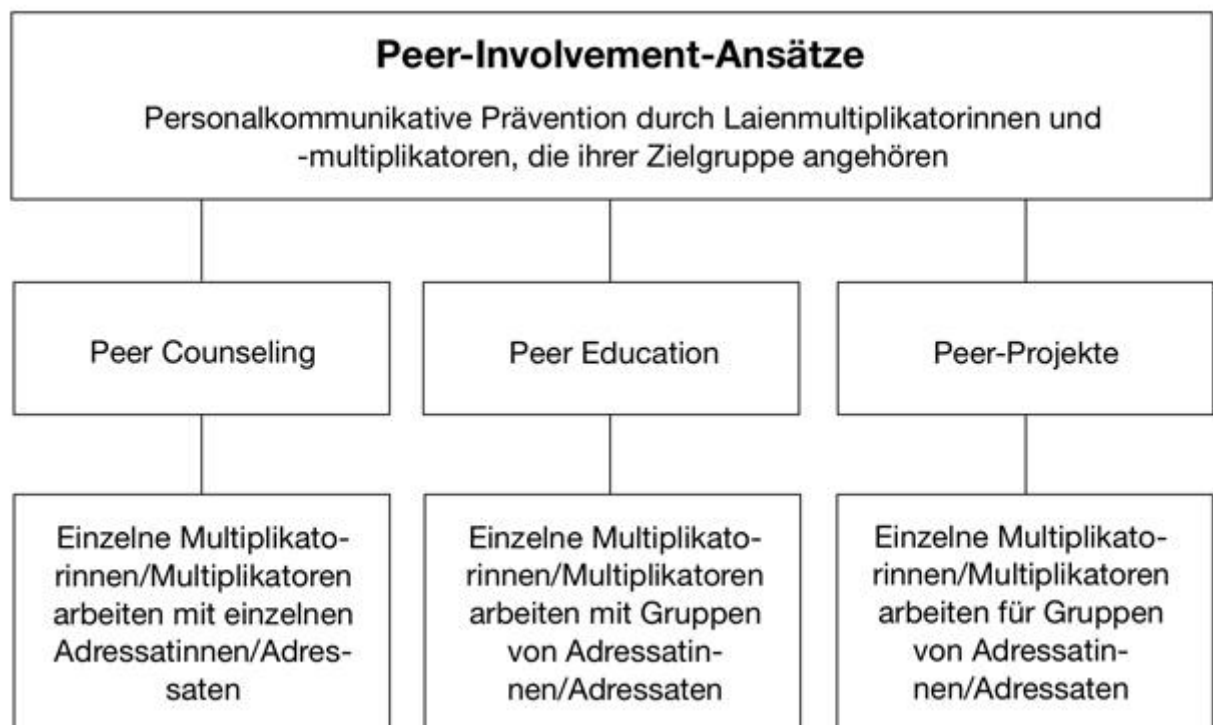 Peer-Involvement-Ansätze
Personalkommunikative Prävention durch Laienmultiplikatorinnen und
-multiplikatoren, die ihrer Zielgruppe angehören
Peer Counseling
Peer Education
Peer-Projekte
Einzelne Multiplikato-
rinnen/Multiplikatoren
arbeiten mit einzelnen
Adressatinnen/Adres-
saten
Einzelne Multiplikato-
rinnen/Multiplikatoren
arbeiten mit Gruppen
von Adressatin-
nen/Adressaten
Einzelne Multiplikato-
rinnen/Multiplikatoren
arbeiten für Gruppen
von Adressatin-
nen/Adressaten